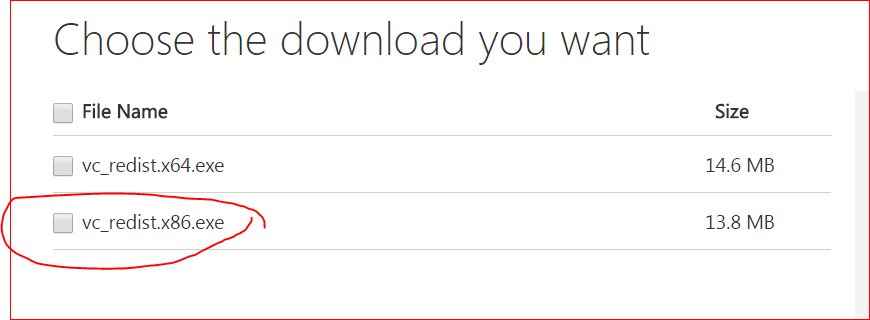 Choose the download you want
File Name Size
vc_redist.x64.exe 14.6 MB
vc_redist.x86.exe 13.8 MB